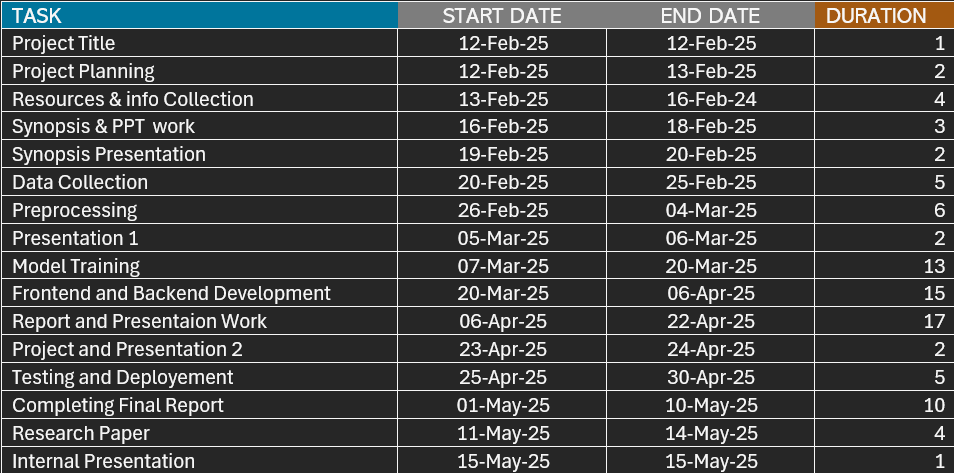 TASK START DATE END DATE DURATION
Project Title 12-Feb-25 12-Feb-25 1
Project Planning 12-Feb-25 13-Feb-25 2
Resources & info Collection 13-Feb-25 16-Feb-24 4
Synopsis & PPT work 16-Feb-25 18-Feb-25 3
Synopsis Presentation 19-Feb-25 20-Feb-25 2
Data Collection 20-Feb-25 25-Feb-25 5
Preprocessing 26-Feb-25 04-Mar-25 6
Presentation 1 05-Mar-25 06-Mar-25 2
Model Training 07-Mar-25 20-Mar-25 13
Frontend and Backend Development 20-Mar-25 06-Apr-25 15
Report and Presentaion Work 06-Apr-25 22-Apr-25 17
Project and Presentation 2 23-Apr-25 24-Apr-25 2
Testing and Deployement 25-Apr-25 30-Apr-25 5
Completing Final Report 01-May-25 10-May-25 10
Research Paper 11-May-25 14-May-25 4
Internal Presentation 15-May-25 15-May-25 1